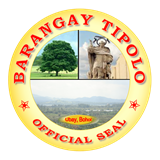 BARANGAY TIPOLO
Ubay, Bohol
OFFICIAL SEAL